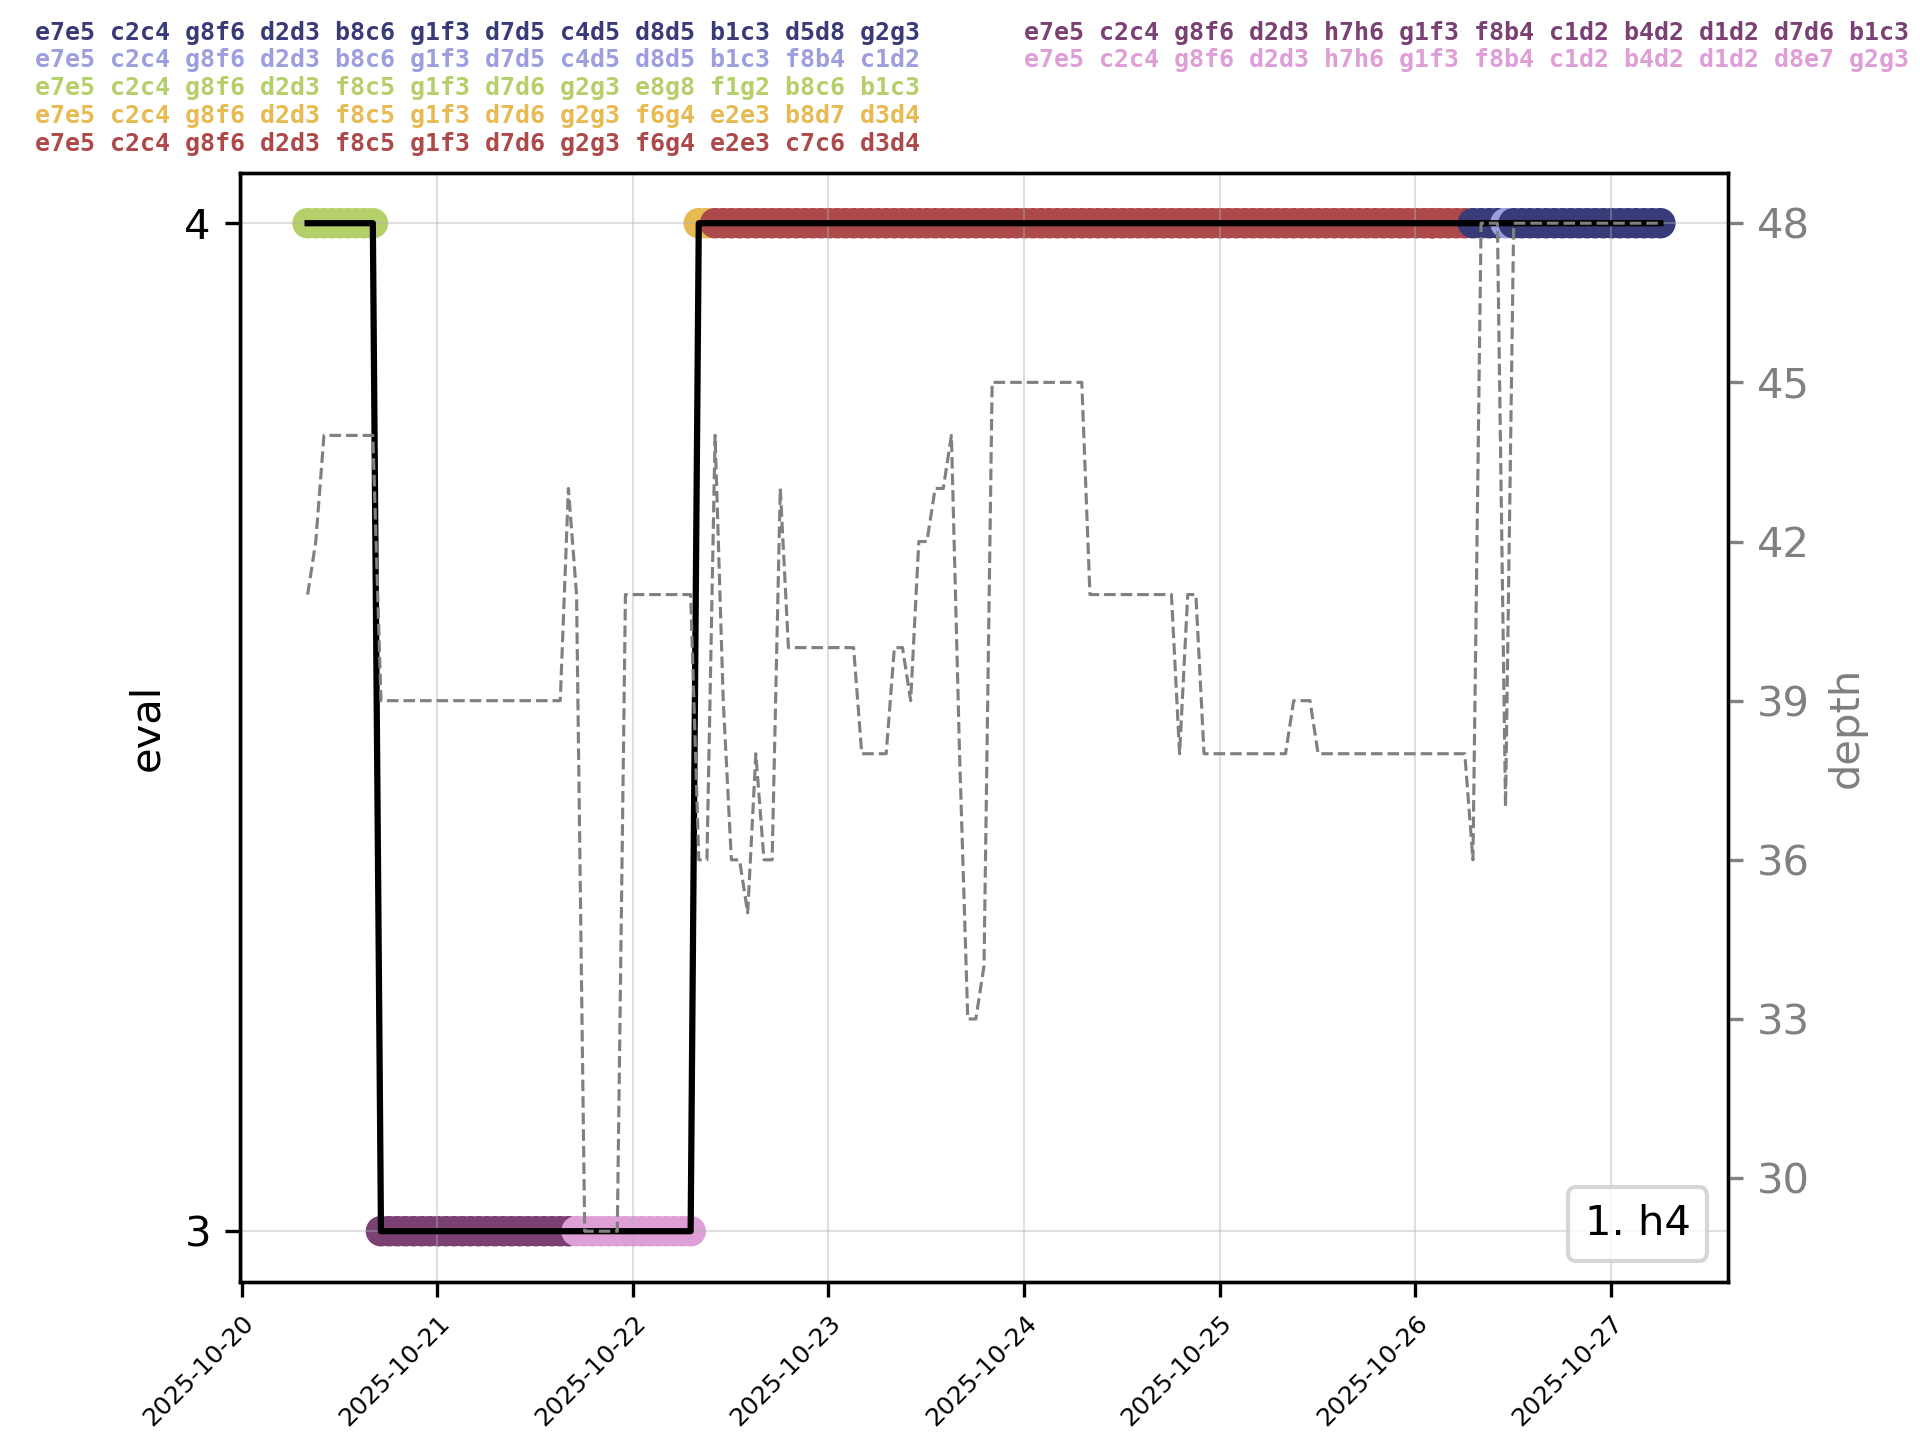 e7e5 c2c4 g8f6 d2d3 b8c6 g1f3 d7d5 c4d5 d8d5 b1c3 d5d8 g2g3
e7e5 c2c4 g8f6 d2d3 b8c6 g1f3 d7d5 c4d5 d8d5 b1c3 f8b4 c1d2
e7e5 c2c4 g8f6 d2d3 f8c5 g1f3 d7d6 g2g3 e8g8 f1g2 b8c6 b1c3
e7e5 c2c4 g8f6 d2d3 f8c5 g1f3 d7d6 g2g3 f6g4 e2e3 b8d7 d3d4
e7e5 c2c4 g8f6 d2d3 f8c5 g1f3 d7d6 g2g3 f6g4 e2e3 c7c6 d3d4
e7e5 c2c4 g8f6 d2d3 h7h6 g1f3 f8b4 c1d2 b4d2 d1d2 d7d6 b1c3
e7e5 c2c4 g8f6 d2d3 h7h6 g1f3 f8b4 c1d2 b4d2 d1d2 d8e7 g2g3
4
3
eval
48
45
42
39
36
33
30
depth
1. h4
2025-10-20
2025-10-21
2025-10-22
2025-10-23
2025-10-24
2025-10-25
2025-10-26
2025-10-27